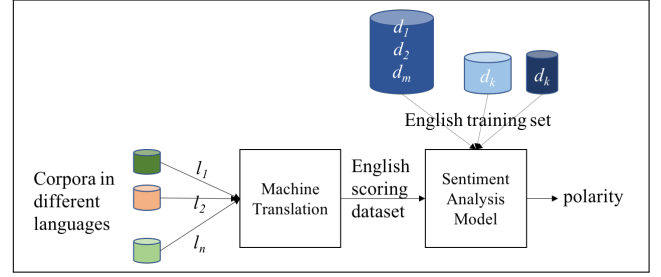 d1
d2
dm
dk
dk
English training set
Corpora in
different
languages
l1
l2
ln
Machine
Translation
English
scoring
dataset
Sentiment
Analysis
Model
polarity